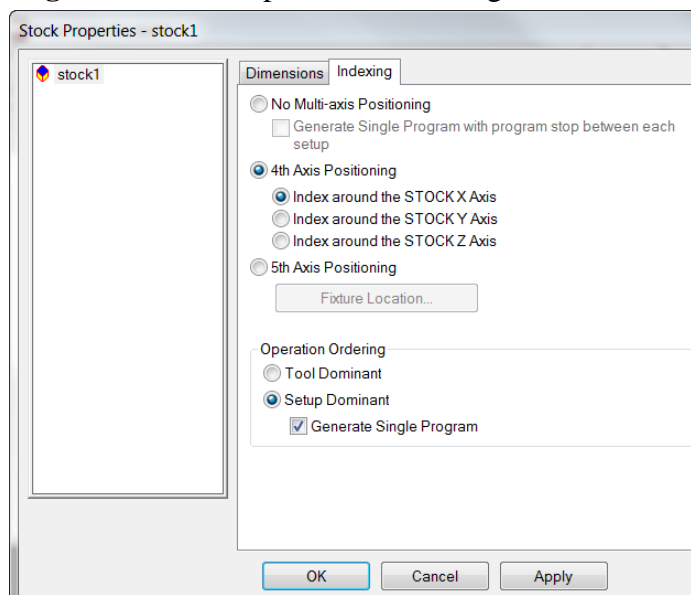 Stock Properties - stock1
stock1
Dimensions
Indexing
No Multi-axis Positioning
Generate Single Program with program stop between each
setup
4th Axis Positioning
Index around the STOCK X Axis
Index around the STOCK Y Axis
Index around the STOCK Z Axis
5th Axis Positioning
Fixture Location...
Operation Ordering
Tool Dominant
Setup Dominant
Generate Single Program
OK
Cancel
Apply